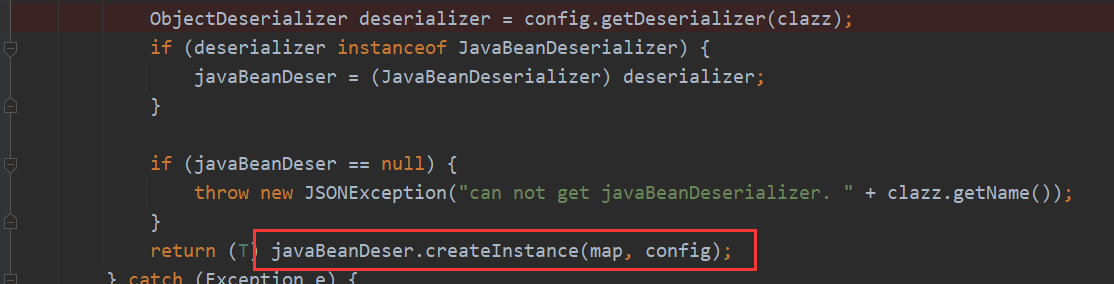 ObjectDeserializer deserializer = config.getDeserializer(clazz);
if (deserializer instanceof JavaBeanDeserializer) {
javaBeanDeser = (JavaBeanDeserializer) deserializer;
}
if (javaBeanDeser == null) {
throw new JSONException("can not get javaBeanDeserializer. " + clazz.getName());
}
return (T) javaBeanDeser.createInstance(map, config);
} catch (Exception e) {